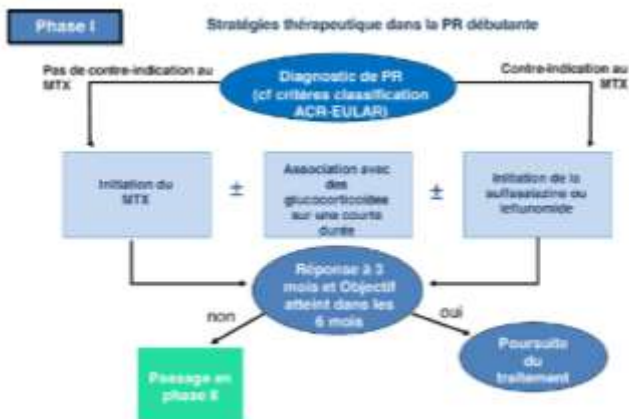 Phase I
Stratégies thérapeutique dans la PR débutante
Pas de contre-indication au
MTX
Diagnostic de PR
(cf critères classification
ACR-EULAR)
Contre-indication au
MTX
Initiation du
MTX
±
Association avec
des
glucocorticoides
sur une courte
durée
±
Initiation de la
sulfasalazine ou
leflunomide
Réponse à 3
mois et Objectif
atteint dans les
6 mois
non
oui
Passage en
phase II
Poursuite
du
traitement